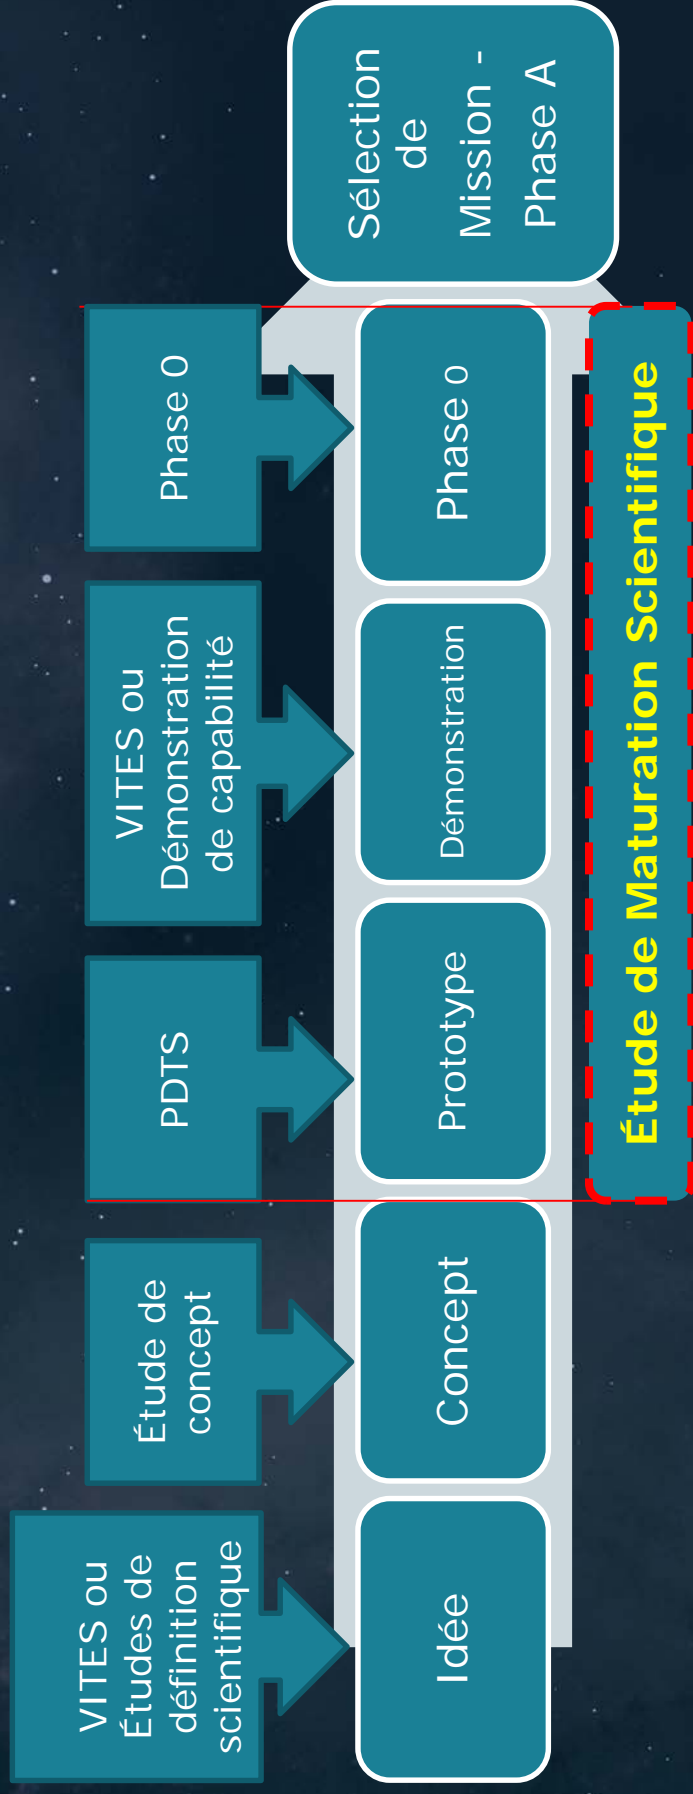 VITES ou
Études de
définition
scientifique
Étude de
concept
PDTS
VITES ou
Démonstration
de capabilité
Phase 0
Idée
Concept
Prototype
Démonstration
Phase 0
Sélection
de
Mission -
Phase A
Étude de Maturation Scientifique